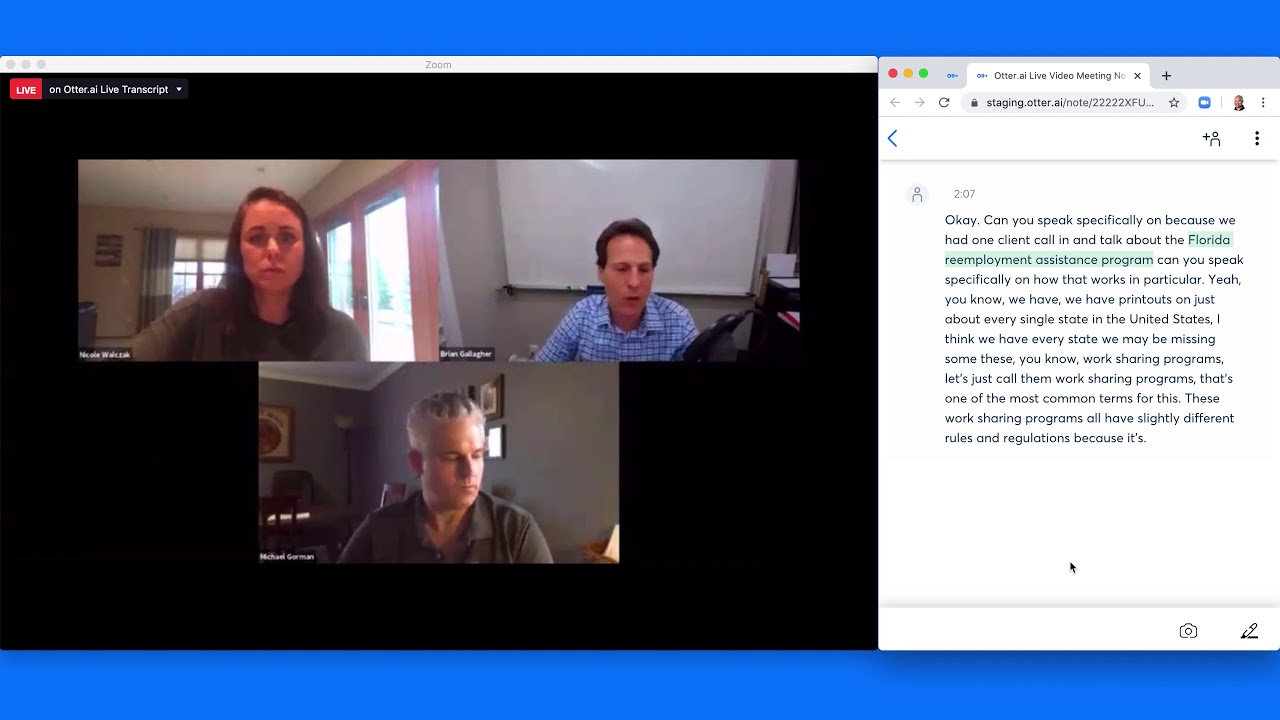 Zoom
LIVE on Otter.ai Live Transcript
Nicole Walczak
Brian Gallagher
Michael Gorman
Otter.ai Live Video Meeting No
staging.otter.ai/note/22222XFU...
2:07
Okay. Can you speak specifically on because we
had one client call in and talk about the Florida
reemployment assistance program can you speak
specifically on how that works in particular. Yeah,
you know, we have, we have printouts on just
about every single state in the United States, I
think we have every state we may be missing
some these, you know, work sharing programs,
let's just call them work sharing programs, that's
one of the most common terms for this. These
work sharing programs all have slightly different
rules and regulations because it's.